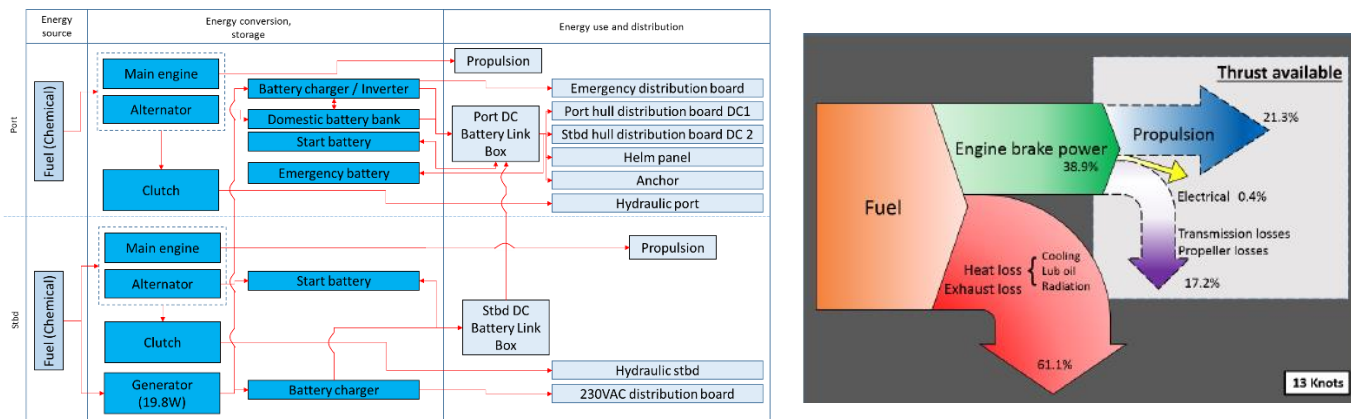 Energy
source
Energy conversion,
storage
Energy use and distribution
Port
Fuel (Chemical)
Main engine
Alternator
Clutch
Battery charger / Inverter
Domestic battery bank
Start battery
Emergency battery
Port DC
Battery Link
Box
Propulsion
Emergency distribution board
Port hull distribution board DC1
Stbd hull distribution board DC 2
Helm panel
Anchor
Hydraulic port
Stbd
Fuel (Chemical)
Main engine
Alternator
Clutch
Generator
(19.8W)
Start battery
Battery charger
Stbd DC
Battery Link
Box
Propulsion
Hydraulic stbd
230VAC distribution board
Thrust available
21.3%
Propulsion
Engine brake power
38.9%
Electrical 0.4%
Fuel
Transmission losses
Propeller losses
17.2%
Heat loss
Exhaust loss
Cooling
Lub oil
Radiation
61.1%
13 Knots